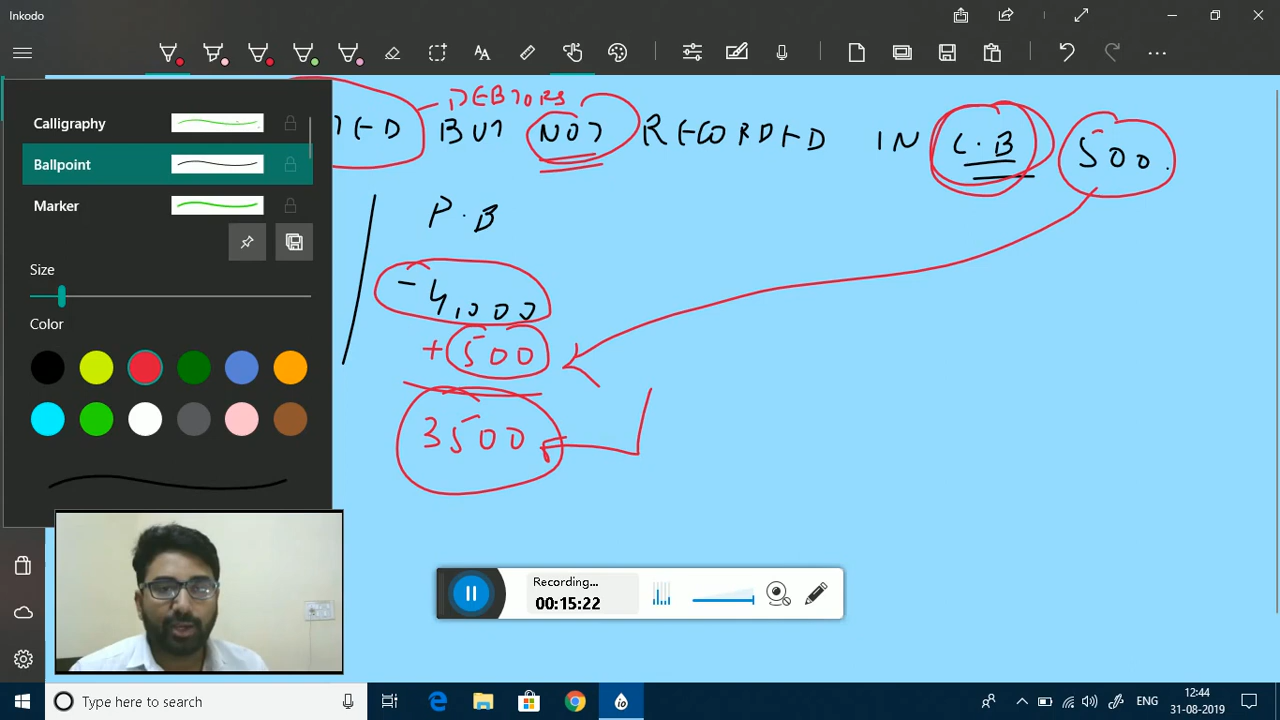 Inkodo
DEBTORS
BUT NOT RECORDED IN C.B 500.
P.B
-4,000
+500
3500
Calligraphy
Ballpoint
Marker
Size
Color
Recording...
00:15:22
Type here to search
ENG
12:44
31-08-2019